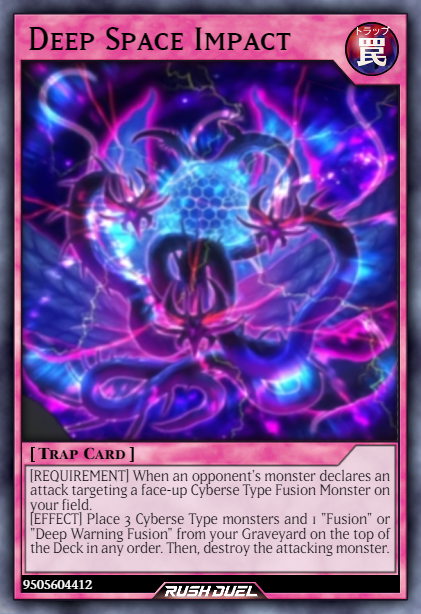 Deep Space Impact
トラップ
罠
[ Trap Card ]
[REQUIREMENT] When an opponent's monster declares an
attack targeting a face-up Cyberse Type Fusion Monster on
your field.
[EFFECT] Place 3 Cyberse Type monsters and 1 "Fusion" or
"Deep Warning Fusion" from your Graveyard on the top of
the Deck in any order. Then, destroy the attacking monster.
9505604412
RUSH DUEL